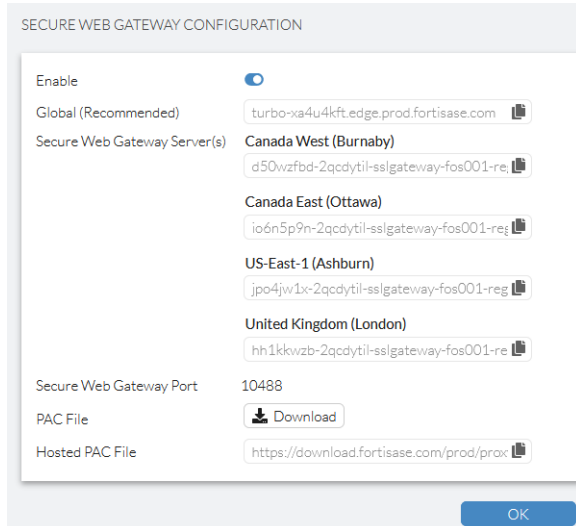 SECURE WEB GATEWAY CONFIGURATION
Enable
Global (Recommended) turbo-xa4u4kft.edge.prod.fortisase.com
Secure Web Gateway Server(s) Canada West (Burnaby)
d50wzfbd-2qcdytil-sslgateway-fos001-re
Canada East (Ottawa)
io6n5p9n-2qcdytil-sslgateway-fos001-reg
US-East-1 (Ashburn)
jpo4jw1x-2qcdytil-sslgateway-fos001-reg
United Kingdom (London)
hh1kkwzb-2qcdytil-sslgateway-fos001-re
Secure Web Gateway Port 10488
PAC File Download
Hosted PAC File https://download.fortisase.com/prod/prox
OK